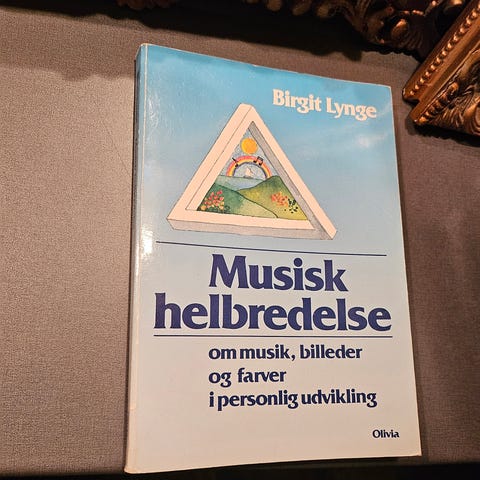 Birgit Lynge
Musisk
helbredelse
om musik, billeder
og farver
i personlig udvikling
Olivia